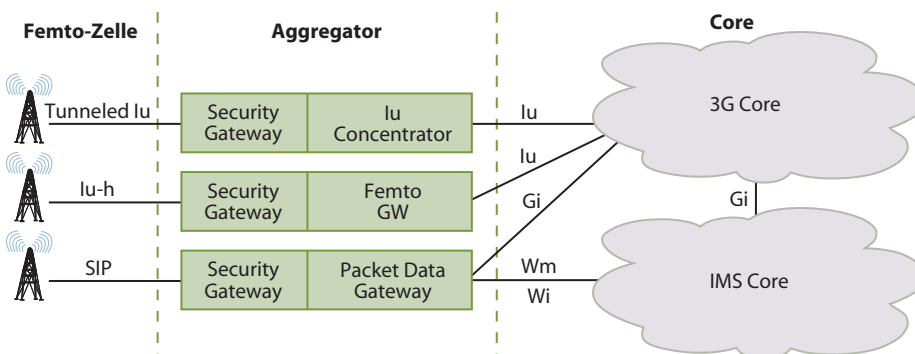 Femto-Zelle
Aggregator
Core
Tunneled Iu
Security
Gateway
Iu
Concentrator
Iu
3G Core
Iu-h
Security
Gateway
Femto
GW
Iu
Gi
Gi
SIP
Security
Gateway
Packet Data
Gateway
Wm
Wi
IMS Core